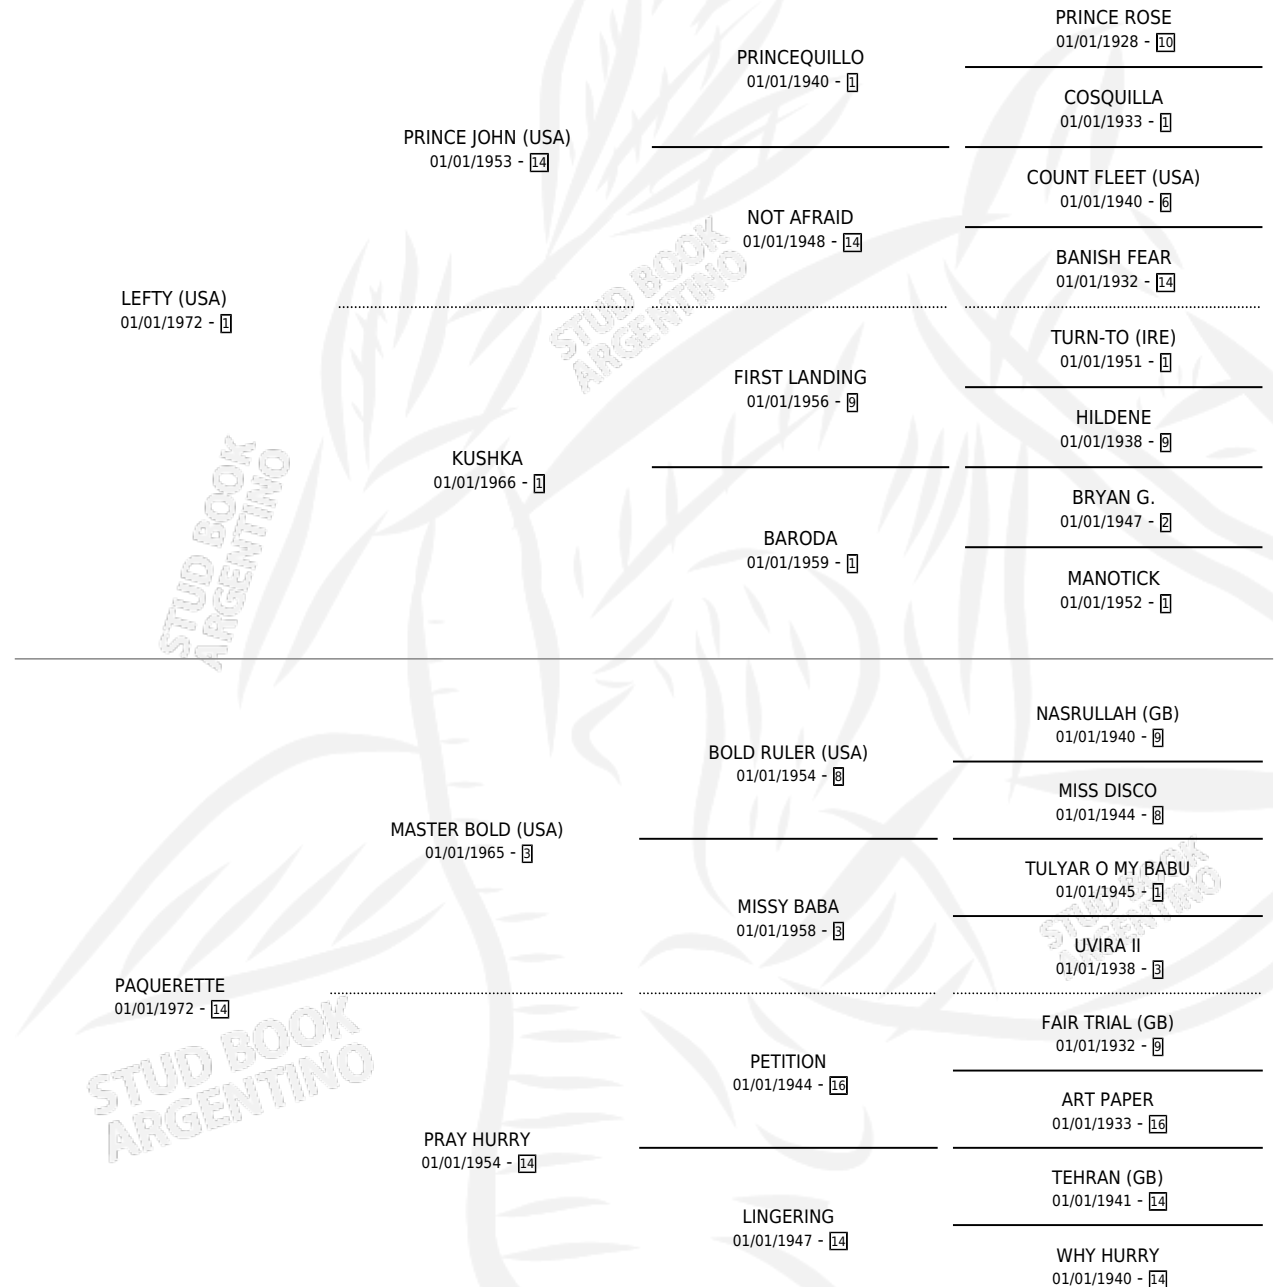 PRINCE ROSE
01/01/1928 - 10
PRINCEQUILLO
01/01/1940 - 1
COSQUILLA
01/01/1933 - 1
PRINCE JOHN (USA)
01/01/1953 - 14
COUNT FLEET (USA)
01/01/1940 - 6
NOT AFRAID
01/01/1948 - 14
BANISH FEAR
01/01/1932 - 14
LEFTY (USA)
01/01/1972 - 1
TURN-TO (IRE)
01/01/1951 - 1
FIRST LANDING
01/01/1956 - 9
HILDENE
01/01/1938 - 9
KUSHKA
01/01/1966 - 1
BRYAN G.
01/01/1947 - 2
BARODA
01/01/1959 - 1
MANOTICK
01/01/1952 - 1
NASRULLAH (GB)
01/01/1940 - 9
BOLD RULER (USA)
01/01/1954 - 8
MISS DISCO
01/01/1944 - 8
MASTER BOLD (USA)
01/01/1965 - 3
TULYAR O MY BABU
01/01/1945 - 1
MISSY BABA
01/01/1958 - 3
UVIRA II
01/01/1938 - 3
PAQUERETTE
01/01/1972 - 14
FAIR TRIAL (GB)
01/01/1932 - 9
PETITION
01/01/1944 - 16
ART PAPER
01/01/1933 - 16
PRAY HURRY
01/01/1954 - 14
TEHRAN (GB)
01/01/1941 - 14
LINGERING
01/01/1947 - 14
WHY HURRY
01/01/1940 - 14
STUD BOOK
ARGENTINO
STUD BOOK
ARGENTINO
STUD BOOK
ARGENTINO
STUD BOOK
ARGENTINO